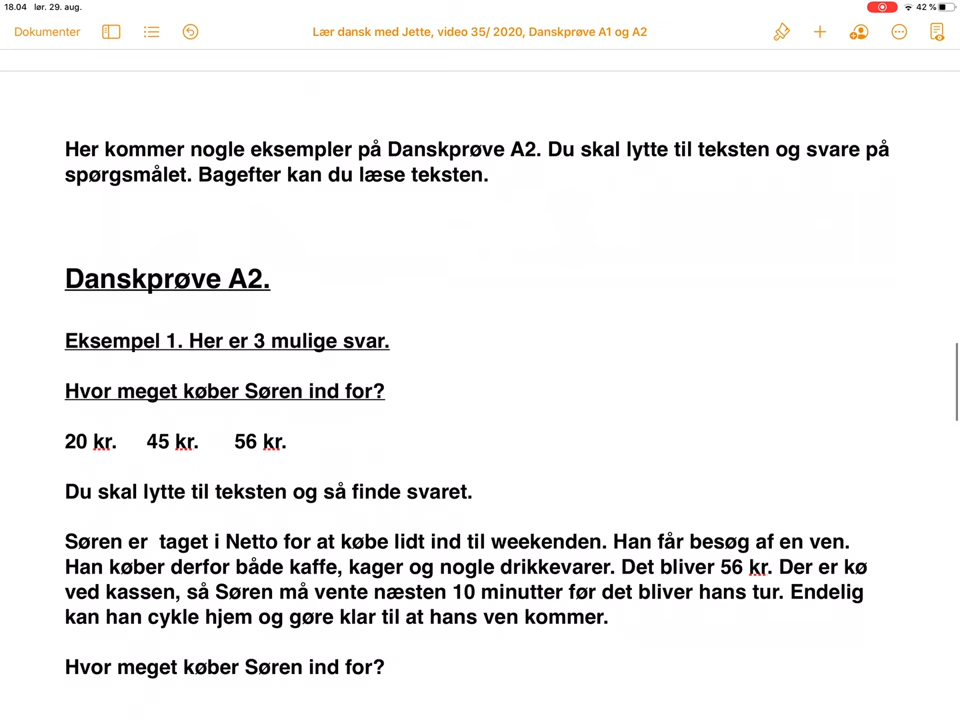 18.04 lør. 29. aug.
42 %
Dokumenter
Lær dansk med Jette, video 35/ 2020, Danskprøve A1 og A2
Her kommer nogle eksempler på Danskprøve A2. Du skal lytte til teksten og svare på
spørgsmålet. Bagefter kan du læse teksten.
Danskprøve A2.
Eksempel 1. Her er 3 mulige svar.
Hvor meget køber Søren ind for?
20 kr. 45 kr. 56 kr.
Du skal lytte til teksten og så finde svaret.
Søren er taget i Netto for at købe lidt ind til weekenden. Han får besøg af en ven.
Han køber derfor både kaffe, kager og nogle drikkevarer. Det bliver 56 kr. Der er kø
ved kassen, så Søren må vente næsten 10 minutter før det bliver hans tur. Endelig
kan han cykle hjem og gøre klar til at hans ven kommer.
Hvor meget køber Søren ind for?